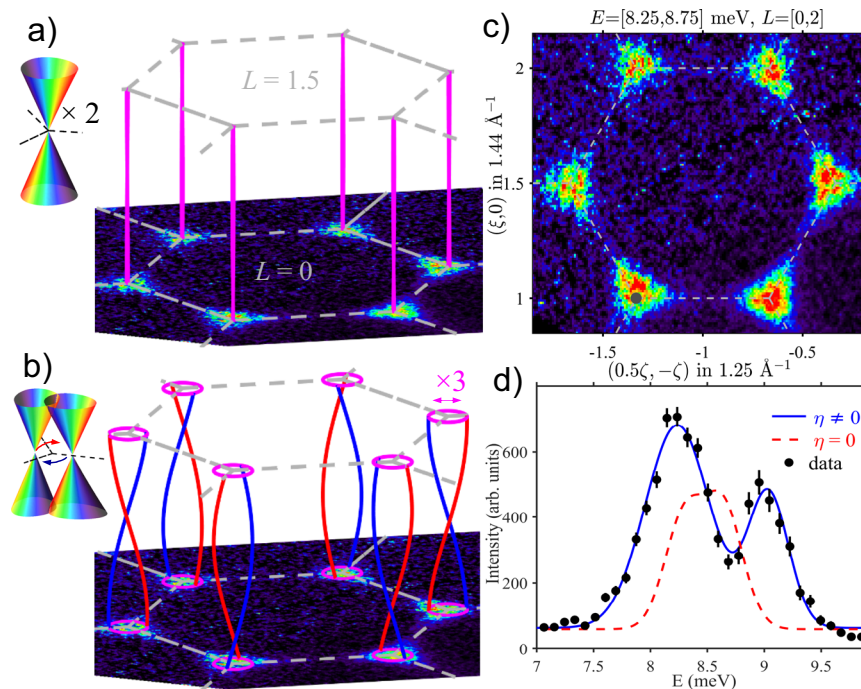 a)
× 2
L = 1.5
L = 0
b)
×3
c)
E=[8.25,8.75] meV, L=[0,2]
(ξ,0) in 1.44 Å⁻¹
2
1.5
1
-1.5
-1
-0.5
(0.5ζ, −ζ) in 1.25 Å⁻¹
d)
η ≠ 0
η = 0
data
Intensity (arb. units)
600
400
200
0
7
7.5
8
8.5
9
9.5
E (meV)